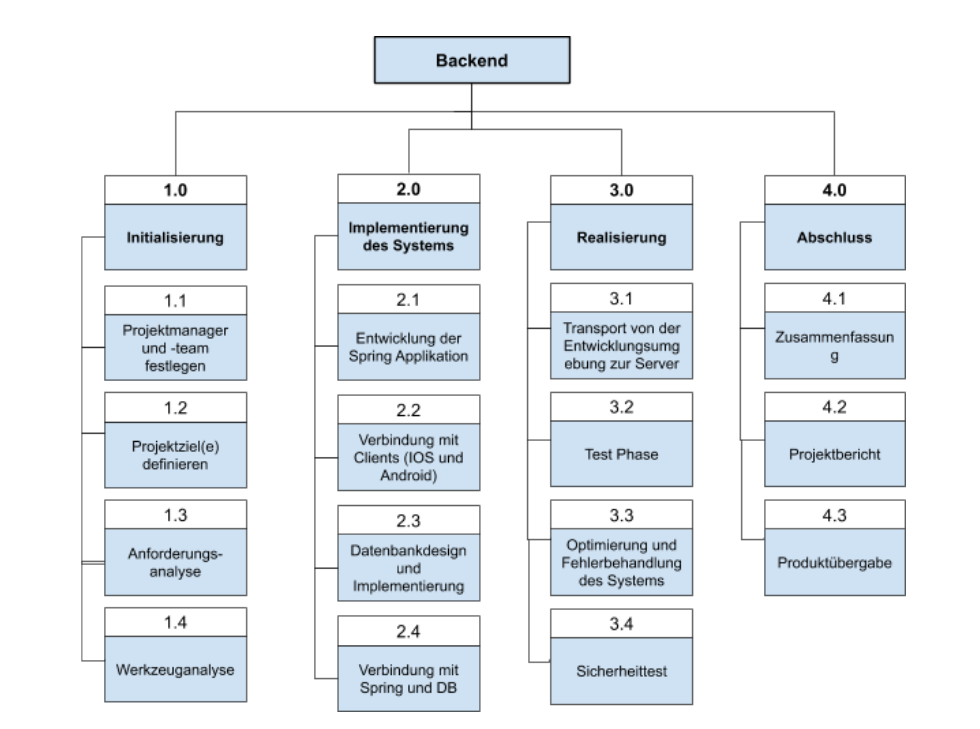 Backend
1.0
Initialisierung
1.1
Projektmanager
und -team
festlegen
1.2
Projektziel(e)
definieren
1.3
Anforderungs-
analyse
1.4
Werkzeuganalyse
2.0
Implementierung
des Systems
2.1
Entwicklung der
Spring Applikation
2.2
Verbindung mit
Clients (IOS und
Android)
2.3
Datenbankdesign
und
Implementierung
2.4
Verbindung mit
Spring und DB
3.0
Realisierung
3.1
Transport von der
Entwicklungsumg
ebung zur Server
3.2
Test Phase
3.3
Optimierung und
Fehlerbehandlung
des Systems
3.4
Sicherheittest
4.0
Abschluss
4.1
Zusammenfassun
g
4.2
Projektbericht
4.3
Produktübergabe